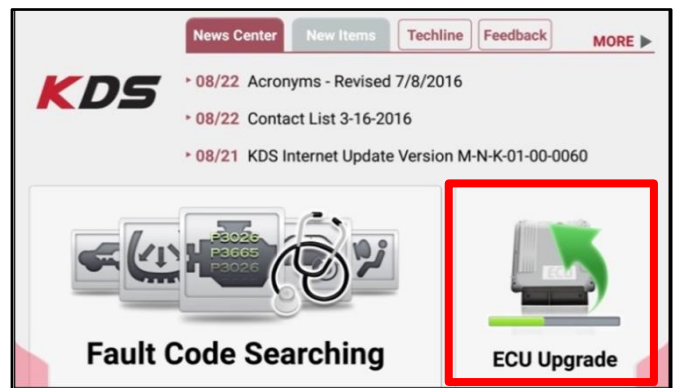 News Center New Items Techline Feedback MORE ▶
KDS
08/22 Acronyms - Revised 7/8/2016
08/22 Contact List 3-16-2016
08/21 KDS Internet Update Version M-N-K-01-00-0060
P3026
P3665
P3026
ECU
Fault Code Searching
ECU Upgrade